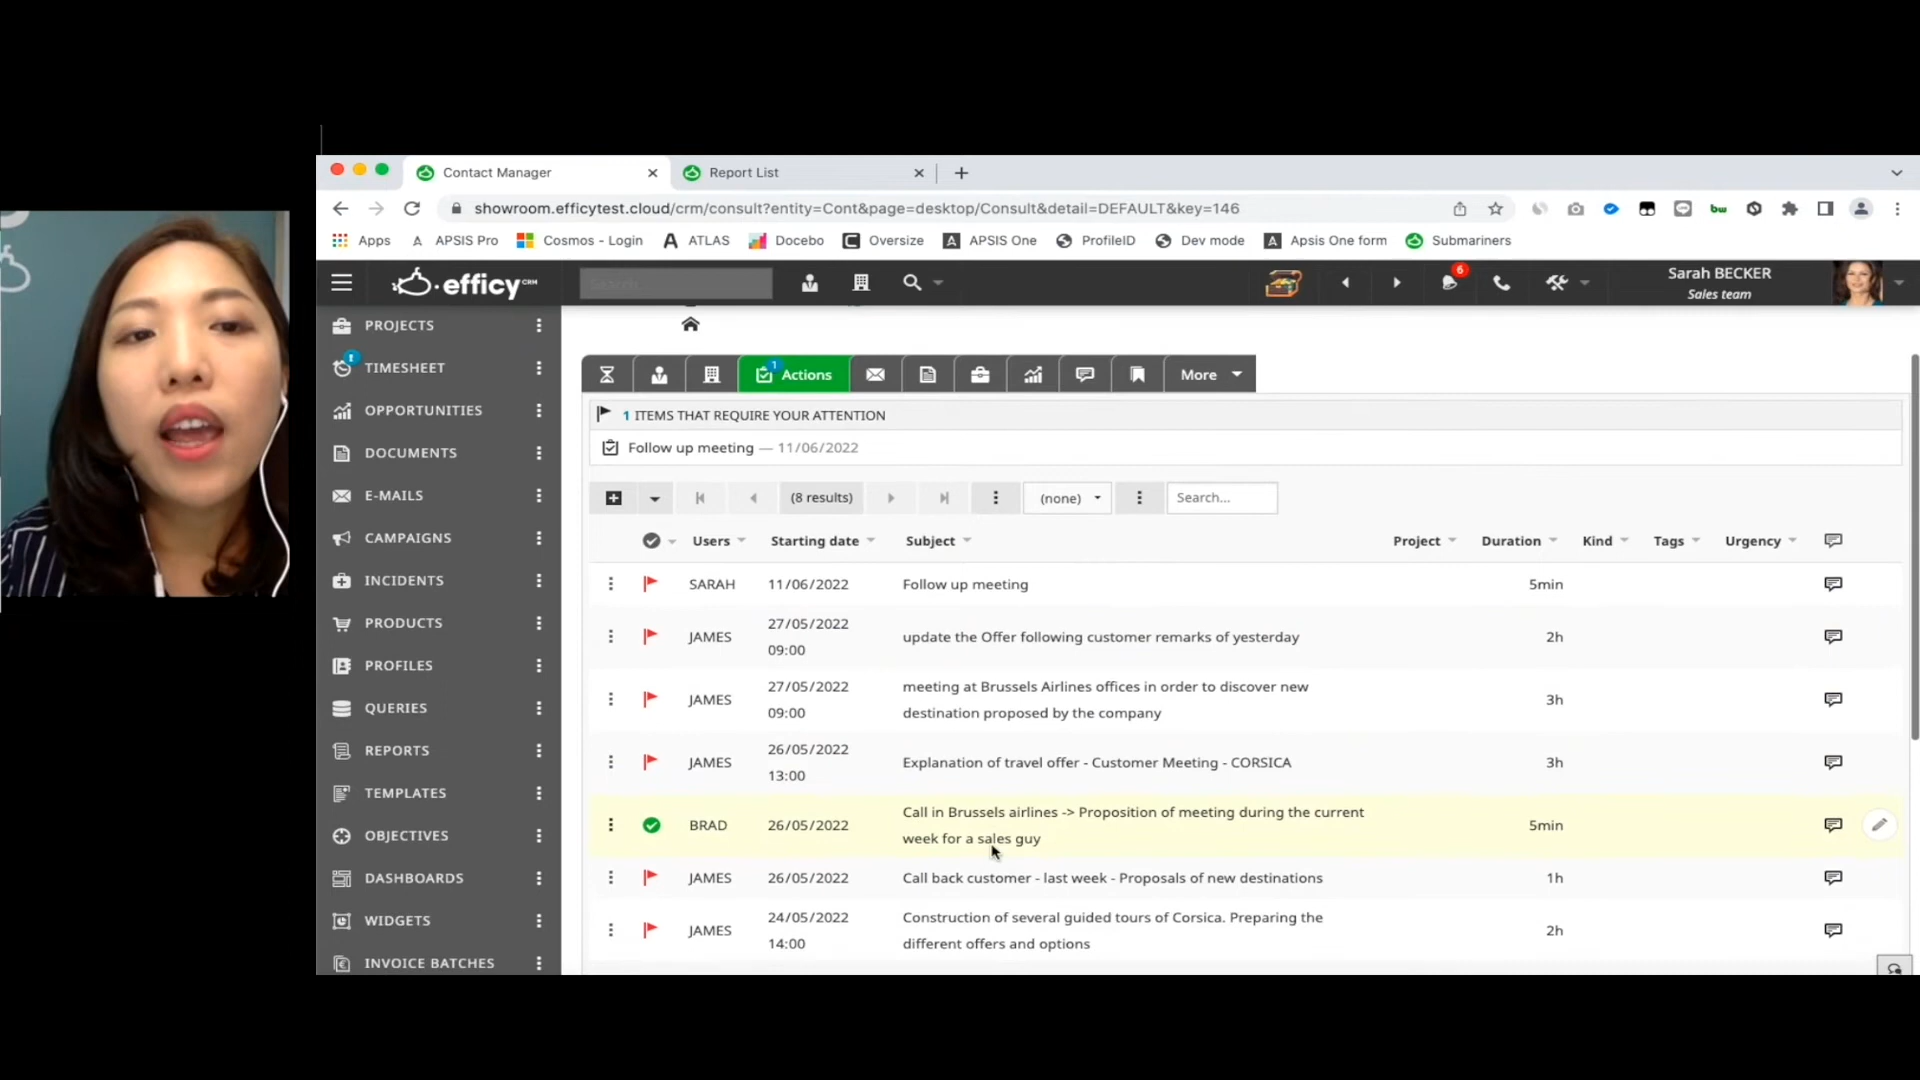 Contact Manager
Report List
showroom.efficytest.cloud/crm/consult?entity=Cont&page=desktop/Consult&detail=DEFAULT&key=146
bw
Apps
APSIS Pro
Cosmos - Login
ATLAS
Docebo
Oversize
APSIS One
ProfileID
Dev mode
Apsis One form
Submariners
efficy CRM
Search...
6
Sarah BECKER
Sales team
PROJECTS
TIMESHEET
OPPORTUNITIES
DOCUMENTS
E-MAILS
CAMPAIGNS
INCIDENTS
PRODUCTS
PROFILES
QUERIES
REPORTS
TEMPLATES
OBJECTIVES
DASHBOARDS
WIDGETS
INVOICE BATCHES
1
Actions
More
1 ITEMS THAT REQUIRE YOUR ATTENTION
Follow up meeting — 11/06/2022
(8 results)
(none)
Search...
Users Starting date Subject Project Duration Kind Tags Urgency
SARAH 11/06/2022 Follow up meeting 5min
JAMES 27/05/2022 09:00 update the Offer following customer remarks of yesterday 2h
JAMES 27/05/2022 09:00 meeting at Brussels Airlines offices in order to discover new
destination proposed by the company 3h
JAMES 26/05/2022 13:00 Explanation of travel offer - Customer Meeting - CORSICA 3h
BRAD 26/05/2022 Call in Brussels airlines -> Proposition of meeting during the current
week for a sales guy 5min
JAMES 26/05/2022 Call back customer - last week - Proposals of new destinations 1h
JAMES 24/05/2022 14:00 Construction of several guided tours of Corsica. Preparing the
different offers and options 2h